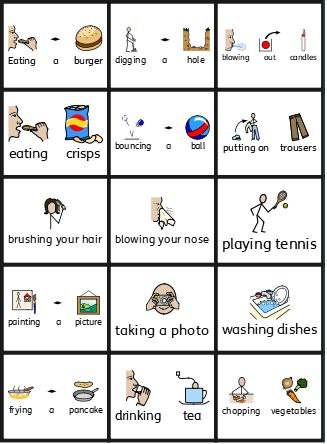 Eating a burger
digging a hole
blowing out candles
eating crisps
bouncing a ball
putting on trousers
brushing your hair
blowing your nose
playing tennis
painting a picture
taking a photo
washing dishes
frying a pancake
drinking tea
chopping vegetables